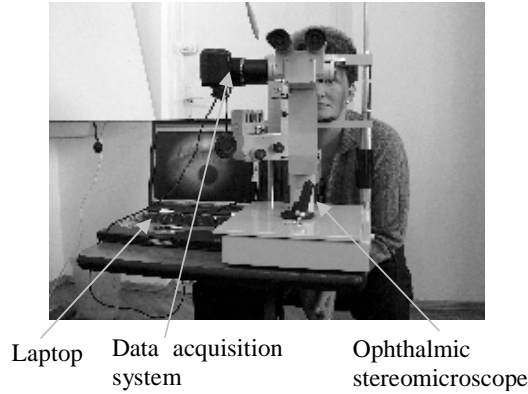 Laptop
Data acquisition
system
Ophthalmic
stereomicroscope